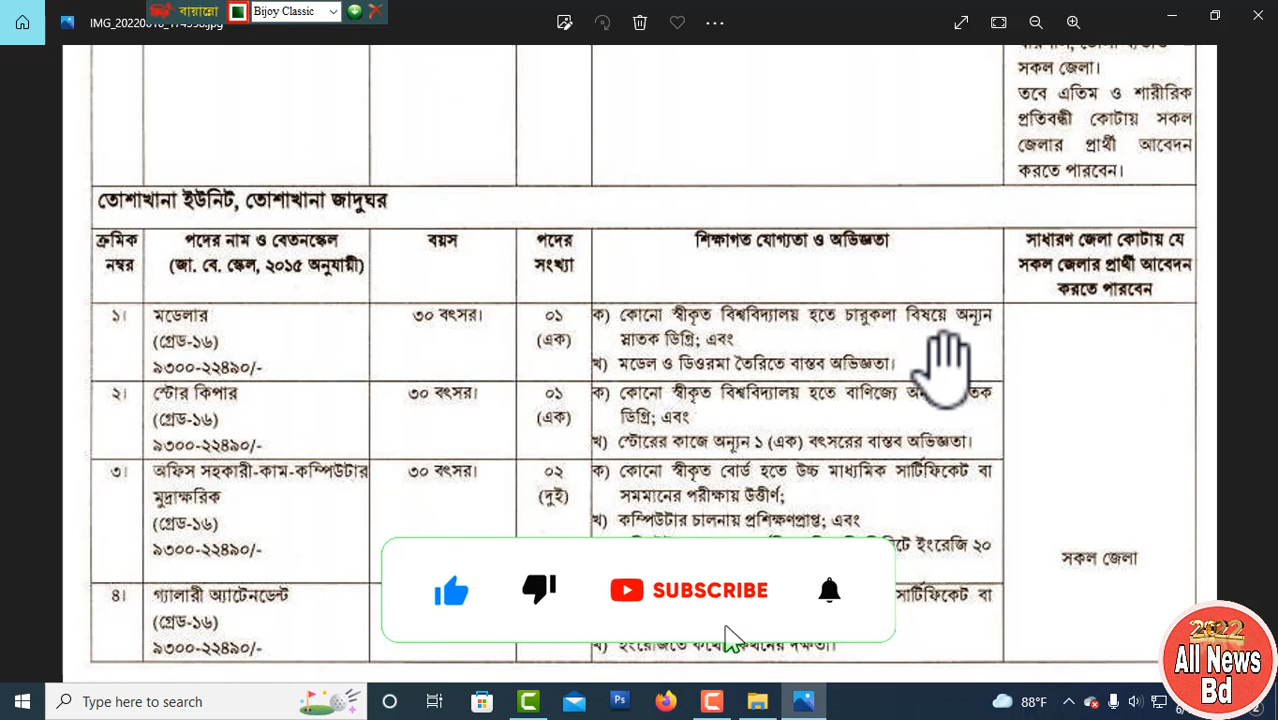 বায়ান্নো Bijoy Classic
সকল জেলা।
তবে এতিম ও শারীরিক
প্রতিবন্ধী কোটায় সকল
জেলার প্রার্থী আবেদন
করতে পারবেন।
তোশাখানা ইউনিট, তোশাখানা জাদুঘর
ক্রমিক নম্বর
পদের নাম ও বেতনস্কেল
(জা. বে. স্কেল, ২০১৫ অনুযায়ী)
বয়স
পদের
সংখ্যা
শিক্ষাগত যোগ্যতা ও অভিজ্ঞতা
সাধারণ জেলা কোটায় যে
সকল জেলার প্রার্থী আবেদন
করতে পারবেন
১। মডেলার
(গ্রেড-১৬)
৯৩০০-২২৪৯০/-
৩০ বৎসর।
০১
(এক)
ক) কোনো স্বীকৃত বিশ্ববিদ্যালয় হতে চারুকলা বিষয়ে অন্যূন
স্নাতক ডিগ্রি; এবং
খ) মডেল ও ডিওরমা তৈরিতে বাস্তব অভিজ্ঞতা।
২। স্টোর কিপার
(গ্রেড-১৬)
৯৩০০-২২৪৯০/-
৩০ বৎসর।
০১
(এক)
ক) কোনো স্বীকৃত বিশ্ববিদ্যালয় হতে বাণিজ্যে
ডিগ্রি; এবং
খ) স্টোরের কাজে অন্যূন ১ (এক) বৎসরের বাস্তব অভিজ্ঞতা।
৩। অফিস সহকারী-কাম-কম্পিউটার
মুদ্রাক্ষরিক
(গ্রেড-১৬)
৯৩০০-২২৪৯০/-
৩০ বৎসর।
০২
(দুই)
ক) কোনো স্বীকৃত বোর্ড হতে উচ্চ মাধ্যমিক সার্টিফিকেট বা
সমমানের পরীক্ষায় উত্তীর্ণ;
খ) কম্পিউটার চালনায় প্রশিক্ষণপ্রাপ্ত; এবং
ইংরেজি ২০
সকল জেলা
৪। গ্যালারী অ্যাটেনডেন্ট
(গ্রেড-১৬)
৯৩০০-২২৪৯০/-
সার্টিফিকেট বা
SUBSCRIBE
2022
All News
Bd
Type here to search
88°F